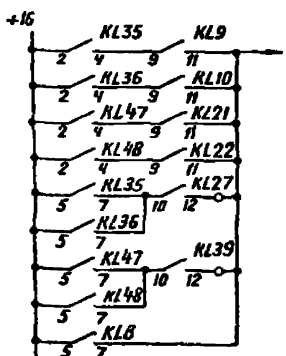 +16
KL35 KL9
2 4 9 11
KL36 KL10
2 4 9 11
KL47 KL21
2 4 9 11
KL48 KL22
2 4 9 11
KL35 KL27
5 7 10 12
KL36
5 7
KL47 KL39
5 7 10 12
KL48
5 7
KL8
5 7